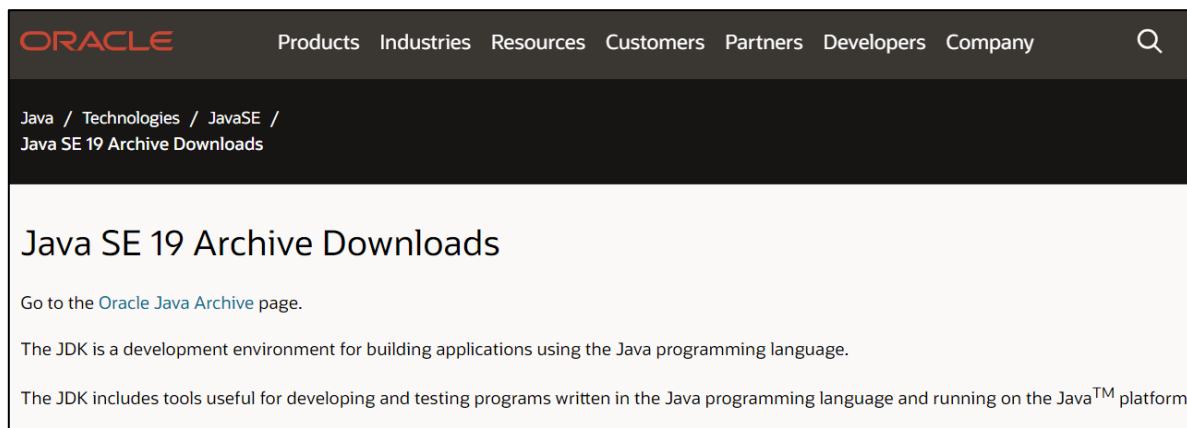 ORACLE Products Industries Resources Customers Partners Developers Company
Java / Technologies / JavaSE /
Java SE 19 Archive Downloads
Java SE 19 Archive Downloads
Go to the Oracle Java Archive page.
The JDK is a development environment for building applications using the Java programming language.
The JDK includes tools useful for developing and testing programs written in the Java programming language and running on the Java™ platform